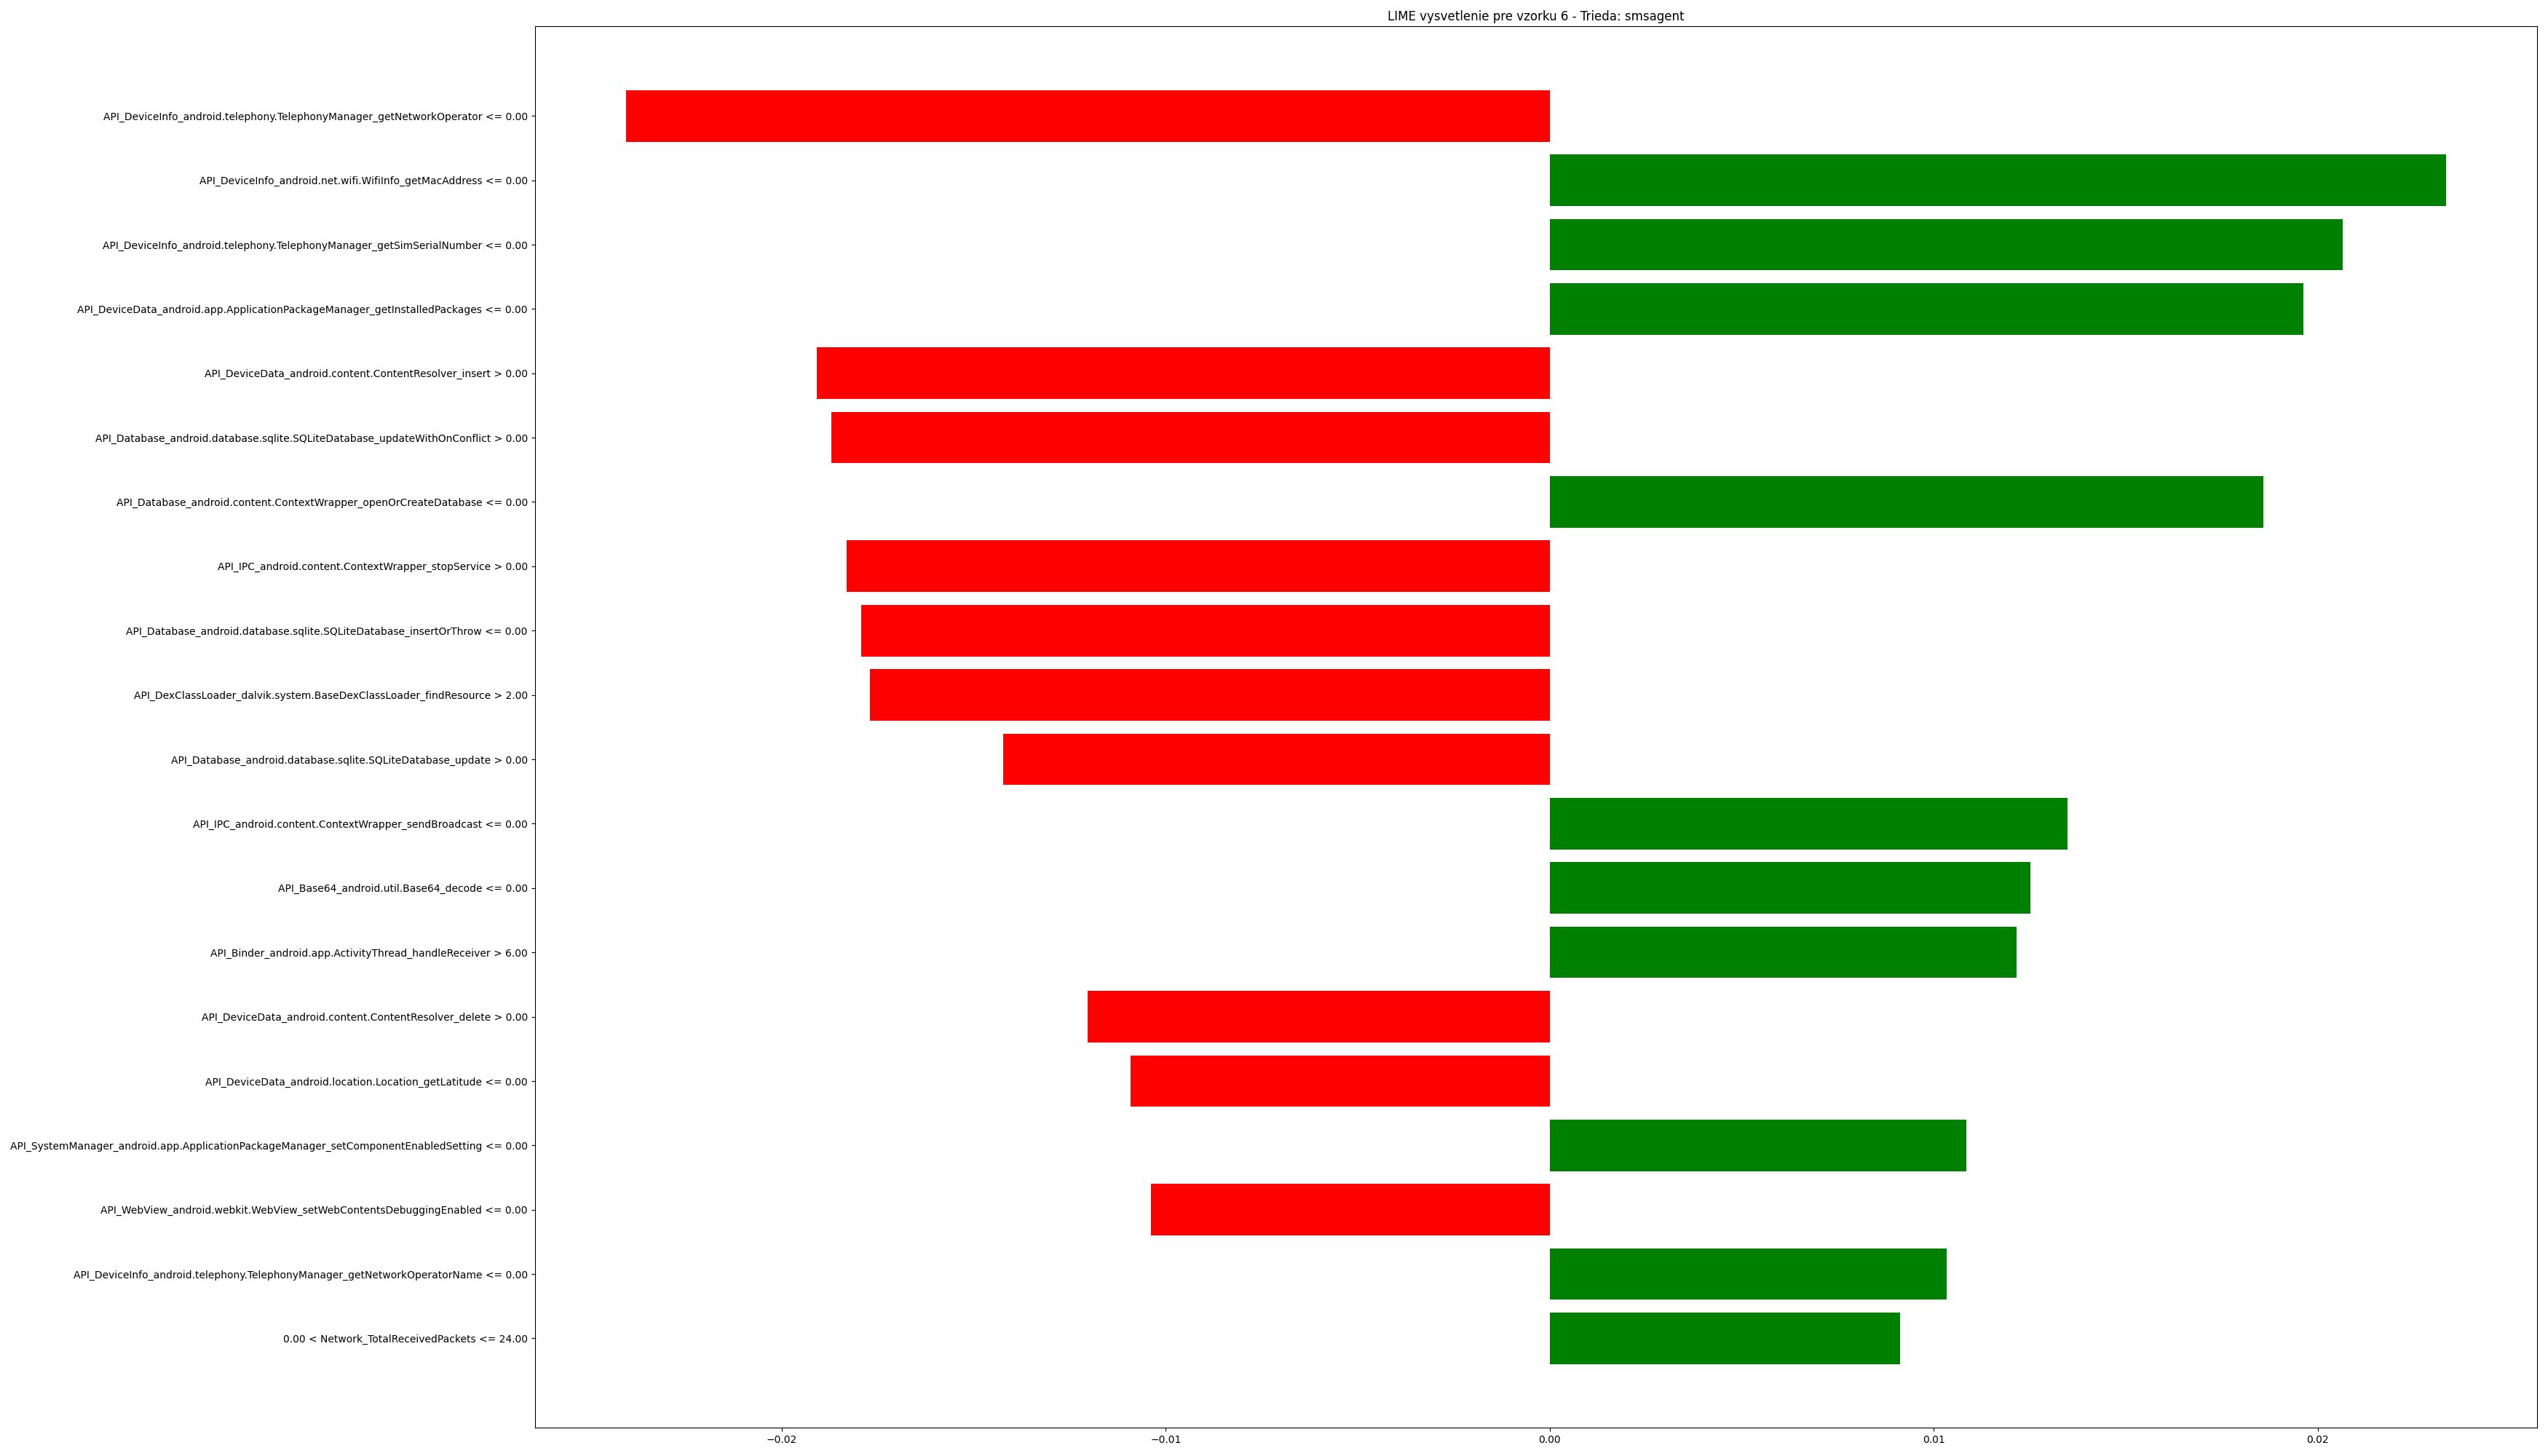 LIME vysvetlenie pre vzorku 6 - Trieda: smsagent
API_DeviceInfo_android.telephony.TelephonyManager_getNetworkOperator <= 0.00
API_DeviceInfo_android.net.wifi.WifiInfo_getMacAddress <= 0.00
API_DeviceInfo_android.telephony.TelephonyManager_getSimSerialNumber <= 0.00
API_DeviceData_android.app.ApplicationPackageManager_getInstalledPackages <= 0.00
API_DeviceData_android.content.ContentResolver_insert > 0.00
API_Database_android.database.sqlite.SQLiteDatabase_updateWithOnConflict > 0.00
API_Database_android.content.ContextWrapper_openOrCreateDatabase <= 0.00
API_IPC_android.content.ContextWrapper_stopService > 0.00
API_Database_android.database.sqlite.SQLiteDatabase_insertOrThrow <= 0.00
API_DexClassLoader_dalvik.system.BaseDexClassLoader_findResource > 2.00
API_Database_android.database.sqlite.SQLiteDatabase_update > 0.00
API_IPC_android.content.ContextWrapper_sendBroadcast <= 0.00
API_Base64_android.util.Base64_decode <= 0.00
API_Binder_android.app.ActivityThread_handleReceiver > 6.00
API_DeviceData_android.content.ContentResolver_delete > 0.00
API_DeviceData_android.location.Location_getLatitude <= 0.00
API_SystemManager_android.app.ApplicationPackageManager_setComponentEnabledSetting <= 0.00
API_WebView_android.webkit.WebView_setWebContentsDebuggingEnabled <= 0.00
API_DeviceInfo_android.telephony.TelephonyManager_getNetworkOperatorName <= 0.00
0.00 < Network_TotalReceivedPackets <= 24.00
−0.02 −0.01 0.00 0.01 0.02